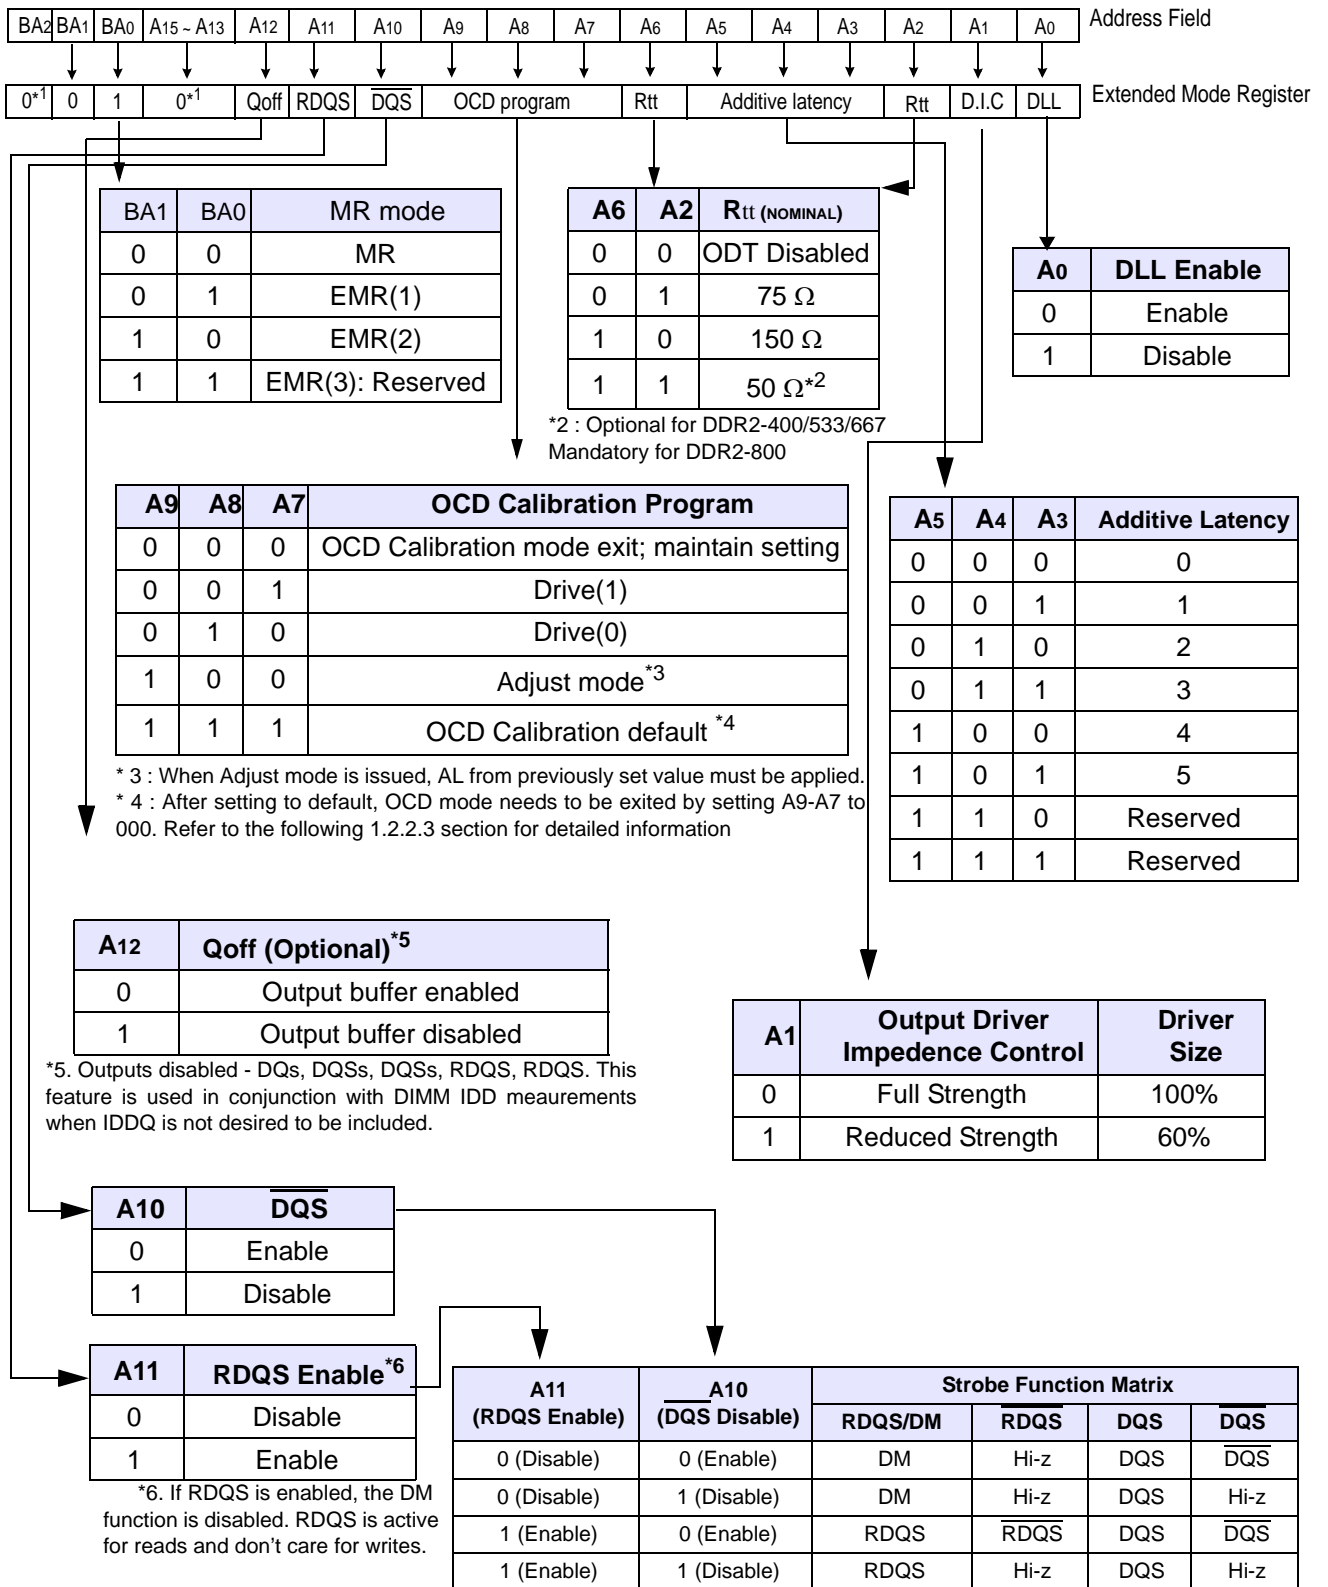 BA2 BA1 BA0 A15 ~ A13 A12 A11 A10 A9 A8 A7 A6 A5 A4 A3 A2 A1 A0 Address Field
0*1 0 1 0*1 Qoff RDQS DQS OCD program Rtt Additive latency Rtt D.I.C DLL Extended Mode Register
BA1 BA0 MR mode
0 0 MR
0 1 EMR(1)
1 0 EMR(2)
1 1 EMR(3): Reserved
A6 A2 Rtt (NOMINAL)
0 0 ODT Disabled
0 1 75 Ω
1 0 150 Ω
1 1 50 Ω*2
*2 : Optional for DDR2-400/533/667
Mandatory for DDR2-800
A0 DLL Enable
0 Enable
1 Disable
A9 A8 A7 OCD Calibration Program
0 0 0 OCD Calibration mode exit; maintain setting
0 0 1 Drive(1)
0 1 0 Drive(0)
1 0 0 Adjust mode*3
1 1 1 OCD Calibration default *4
* 3 : When Adjust mode is issued, AL from previously set value must be applied.
* 4 : After setting to default, OCD mode needs to be exited by setting A9-A7 to
000. Refer to the following 1.2.2.3 section for detailed information
A5 A4 A3 Additive Latency
0 0 0 0
0 0 1 1
0 1 0 2
0 1 1 3
1 0 0 4
1 0 1 5
1 1 0 Reserved
1 1 1 Reserved
A12 Qoff (Optional)*5
0 Output buffer enabled
1 Output buffer disabled
*5. Outputs disabled - DQs, DQSs, DQSs, RDQS, RDQS. This
feature is used in conjunction with DIMM IDD meaurements
when IDDQ is not desired to be included.
A1 Output Driver Impedence Control Driver Size
0 Full Strength 100%
1 Reduced Strength 60%
A10 DQS
0 Enable
1 Disable
A11 RDQS Enable*6
0 Disable
1 Enable
*6. If RDQS is enabled, the DM
function is disabled. RDQS is active
for reads and don't care for writes.
A11 (RDQS Enable) A10 (DQS Disable) Strobe Function Matrix
RDQS/DM RDQS DQS DQS
0 (Disable) 0 (Enable) DM Hi-z DQS DQS
0 (Disable) 1 (Disable) DM Hi-z DQS Hi-z
1 (Enable) 0 (Enable) RDQS RDQS DQS DQS
1 (Enable) 1 (Disable) RDQS Hi-z DQS Hi-z